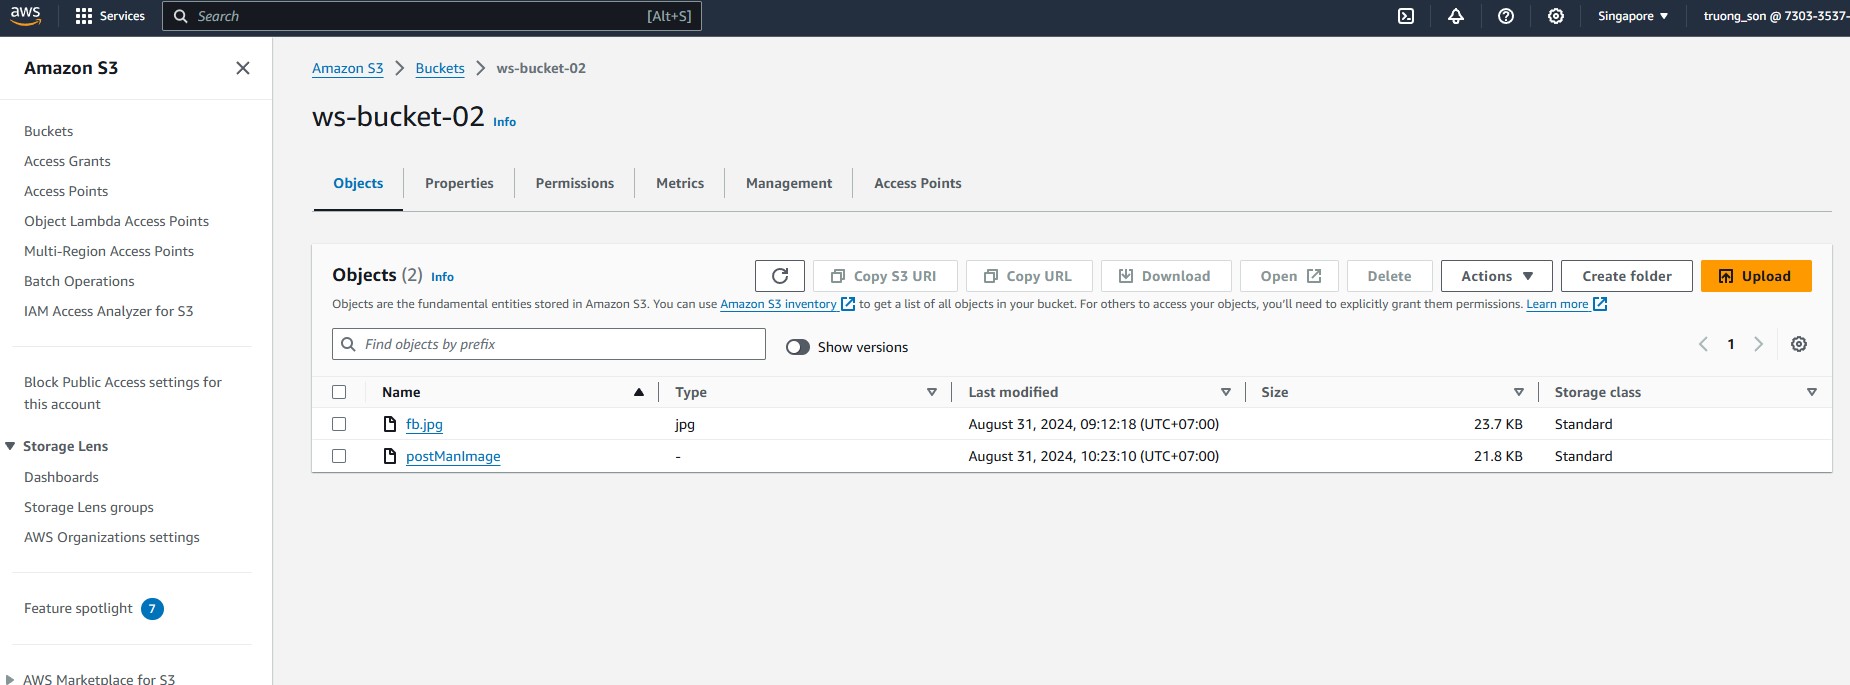 aws Services Search [Alt+S] Singapore truong_son @ 7303-3537-
Amazon S3
Buckets
Access Grants
Access Points
Object Lambda Access Points
Multi-Region Access Points
Batch Operations
IAM Access Analyzer for S3
Block Public Access settings for
this account
Storage Lens
Dashboards
Storage Lens groups
AWS Organizations settings
Feature spotlight 7
AWS Marketplace for S3
Amazon S3 > Buckets > ws-bucket-02
ws-bucket-02 Info
Objects Properties Permissions Metrics Management Access Points
Objects (2) Info Copy S3 URI Copy URL Download Open Delete Actions Create folder Upload
Objects are the fundamental entities stored in Amazon S3. You can use Amazon S3 inventory to get a list of all objects in your bucket. For others to access your objects, you'll need to explicitly grant them permissions. Learn more
Find objects by prefix Show versions 1
Name Type Last modified Size Storage class
fb.jpg jpg August 31, 2024, 09:12:18 (UTC+07:00) 23.7 KB Standard
postManImage - August 31, 2024, 10:23:10 (UTC+07:00) 21.8 KB Standard